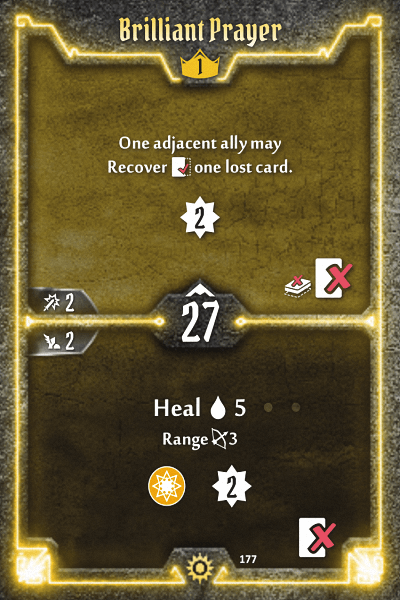 Brilliant Prayer
1
One adjacent ally may
Recover one lost card.
2
2
27
2
Heal 5
Range 3
2
177